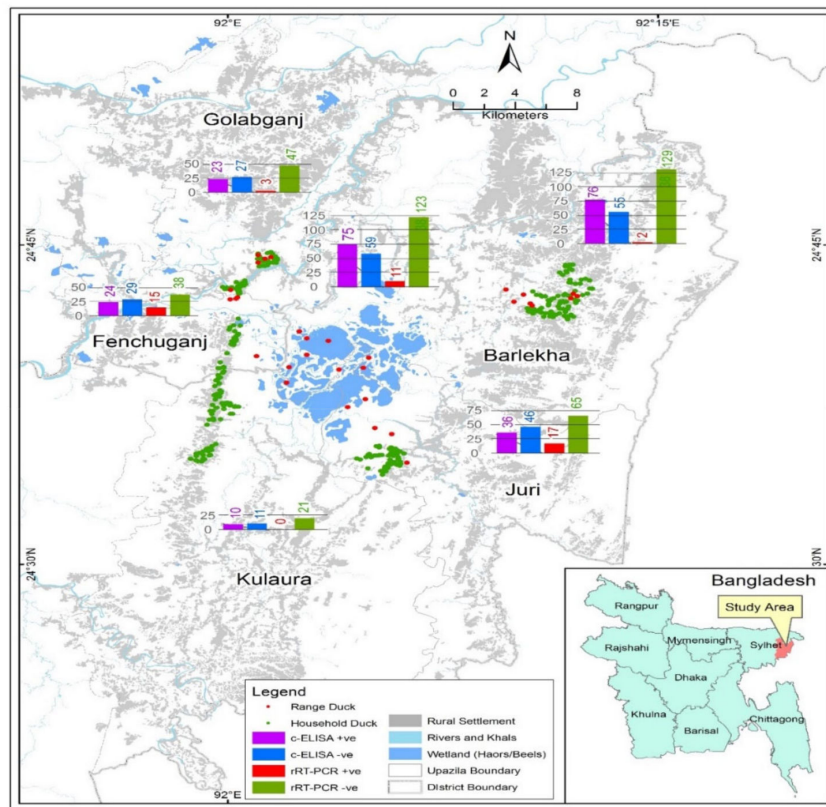 92°E
92°15'E
N
0 2 4 8
Kilometers
Golabganj
50
25
0
23
27
3
47
125
100
75
50
25
0
76
55
12
129
24°45'N
24°45'N
125
100
75
50
25
0
75
59
11
123
50
25
0
24
29
15
38
Fenchuganj
Barlekha
75
50
25
0
36
46
17
65
Juri
25
0
10
11
0
21
Kulaura
24°30'N
30°N
Bangladesh
Study Area
Rangpur
Mymensingh
Sylhet
Rajshahi
Dhaka
Khulna
Chittagong
Barisal
Legend
Range Duck
Household Duck
c-ELISA +ve
c-ELISA -ve
rRT-PCR +ve
rRT-PCR -ve
Rural Settlement
Rivers and Khals
Wetland (Haors/Beels)
Upazila Boundary
District Boundary
92°E